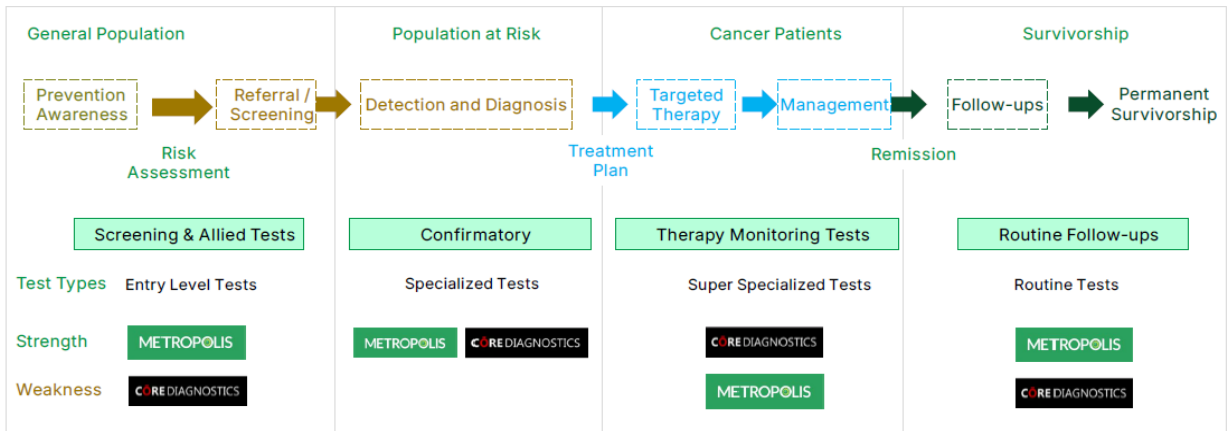 General Population
Population at Risk
Cancer Patients
Survivorship
Prevention
Awareness
Referral /
Screening
Detection and Diagnosis
Targeted
Therapy
Management
Follow-ups
Permanent
Survivorship
Risk
Assessment
Treatment
Plan
Remission
Screening & Allied Tests
Confirmatory
Therapy Monitoring Tests
Routine Follow-ups
Test Types
Entry Level Tests
Specialized Tests
Super Specialized Tests
Routine Tests
Strength
METROPOLIS
METROPOLIS
CORE DIAGNOSTICS
CORE DIAGNOSTICS
METROPOLIS
Weakness
CORE DIAGNOSTICS
METROPOLIS
CORE DIAGNOSTICS